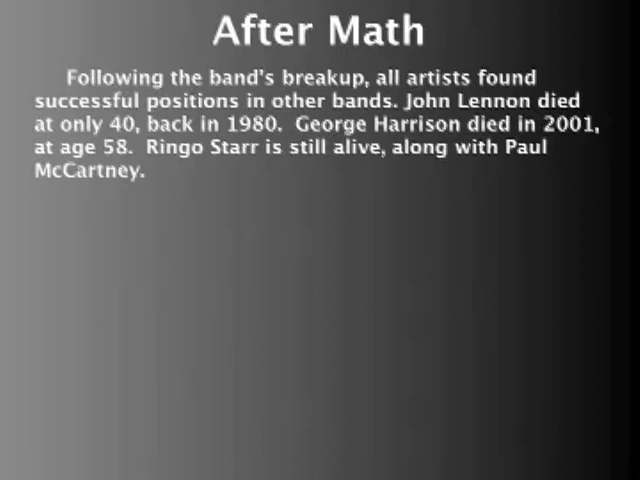 After Math
Following the band's breakup, all artists found
successful positions in other bands. John Lennon died
at only 40, back in 1980.  George Harrison died in 2001,
at age 58.  Ringo Starr is still alive, along with Paul
McCartney.